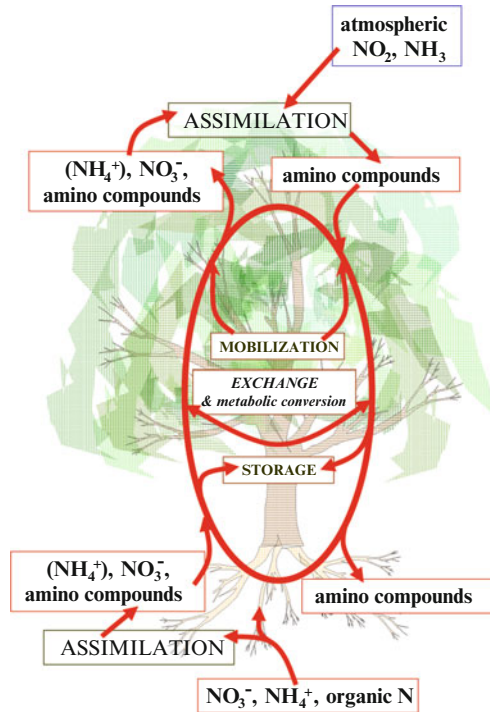 atmospheric
NO₂, NH₃
ASSIMILATION
(NH₄⁺), NO₃⁻,
amino compounds
amino compounds
MOBILIZATION
EXCHANGE
& metabolic conversion
STORAGE
(NH₄⁺), NO₃⁻,
amino compounds
amino compounds
ASSIMILATION
NO₃⁻, NH₄⁺, organic N